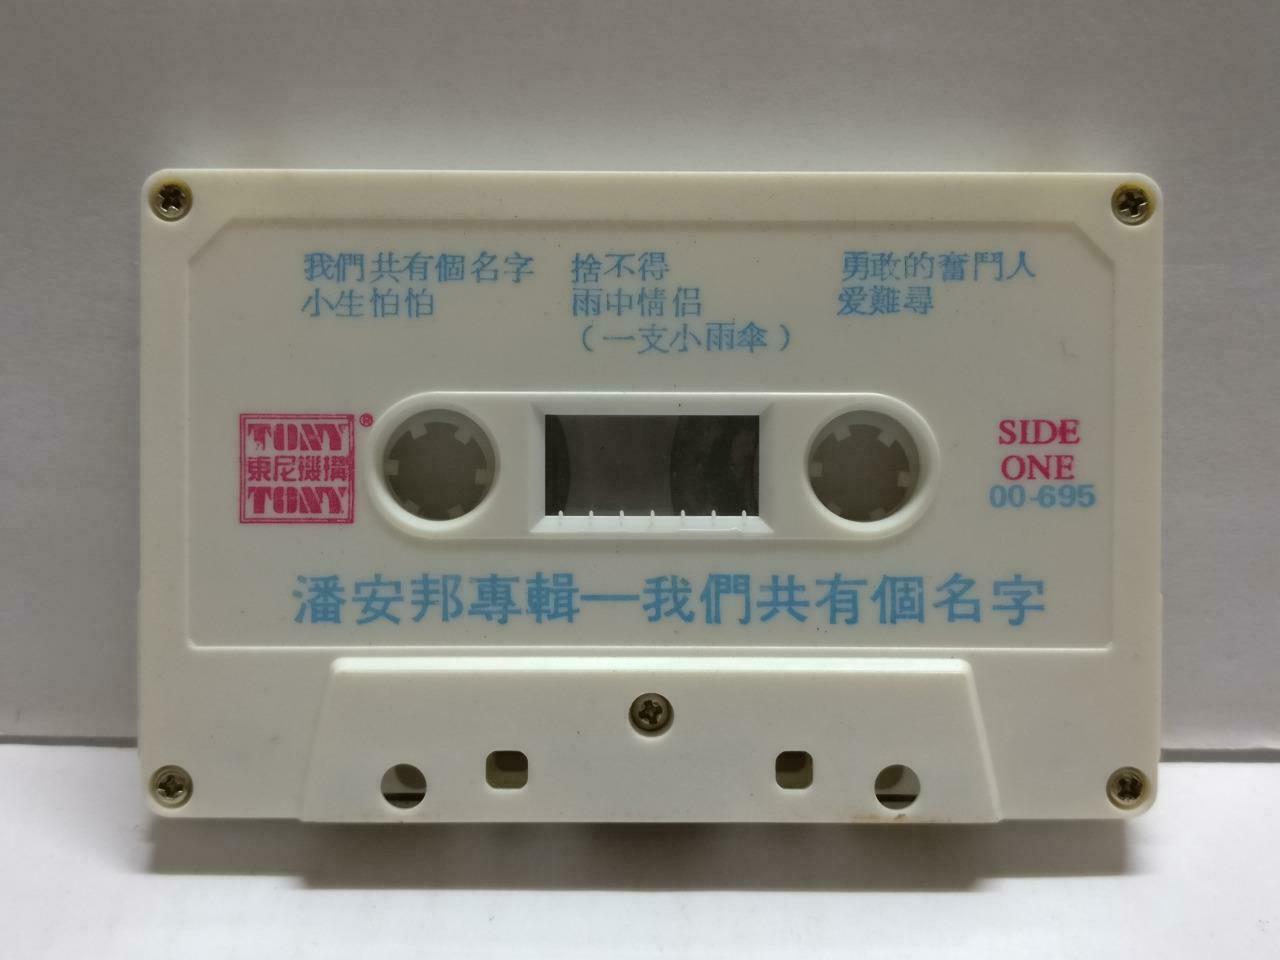 我們共有個名字
小生怕怕
捨不得
雨中情侶
(一支小雨傘)
勇敢的奮鬥人
爱難尋
TONY
東尼機構
TONY
®
SIDE
ONE
00-695
潘安邦專輯—我們共有個名字